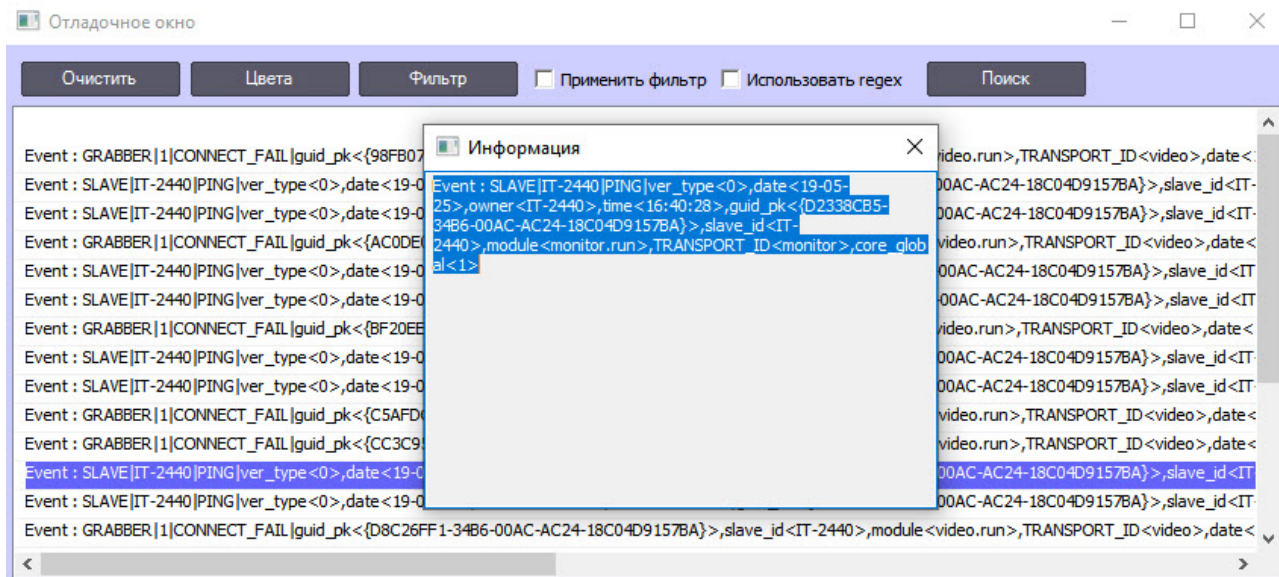 Отладочное окно
Очистить Цвета Фильтр Применить фильтр Использовать regex Поиск
Event : GRABBER|1|CONNECT_FAIL|guid_pk<{98FB07 video.run>,TRANSPORT_ID<video>,date<
Event : SLAVE|IT-2440|PING|ver_type<0>,date<19-0 00AC-AC24-18C04D9157BA}>,slave_id<IT-
Event : SLAVE|IT-2440|PING|ver_type<0>,date<19-0 00AC-AC24-18C04D9157BA}>,slave_id<IT-
Event : GRABBER|1|CONNECT_FAIL|guid_pk<{AC0DE video.run>,TRANSPORT_ID<video>,date<
Event : SLAVE|IT-2440|PING|ver_type<0>,date<19-0 00AC-AC24-18C04D9157BA}>,slave_id<IT
Event : SLAVE|IT-2440|PING|ver_type<0>,date<19-0 00AC-AC24-18C04D9157BA}>,slave_id<IT
Event : GRABBER|1|CONNECT_FAIL|guid_pk<{BF20EE video.run>,TRANSPORT_ID<video>,date<
Event : SLAVE|IT-2440|PING|ver_type<0>,date<19-0 00AC-AC24-18C04D9157BA}>,slave_id<IT-
Event : SLAVE|IT-2440|PING|ver_type<0>,date<19-0 00AC-AC24-18C04D9157BA}>,slave_id<IT-
Event : GRABBER|1|CONNECT_FAIL|guid_pk<{C5AFD video.run>,TRANSPORT_ID<video>,date<
Event : GRABBER|1|CONNECT_FAIL|guid_pk<{CC3C9 video.run>,TRANSPORT_ID<video>,date<
Event : SLAVE|IT-2440|PING|ver_type<0>,date<19-0 00AC-AC24-18C04D9157BA}>,slave_id<IT-
Event : SLAVE|IT-2440|PING|ver_type<0>,date<19-0 00AC-AC24-18C04D9157BA}>,slave_id<IT-
Event : GRABBER|1|CONNECT_FAIL|guid_pk<{D8C26FF1-34B6-00AC-AC24-18C04D9157BA}>,slave_id<IT-2440>,module<video.run>,TRANSPORT_ID<video>,date<
Информация
Event : SLAVE|IT-2440|PING|ver_type<0>,date<19-05-
25>,owner<IT-2440>,time<16:40:28>,guid_pk<{D2338CB5-
34B6-00AC-AC24-18C04D9157BA}>,slave_id<IT-
2440>,module<monitor.run>,TRANSPORT_ID<monitor>,core_glob
al<1>